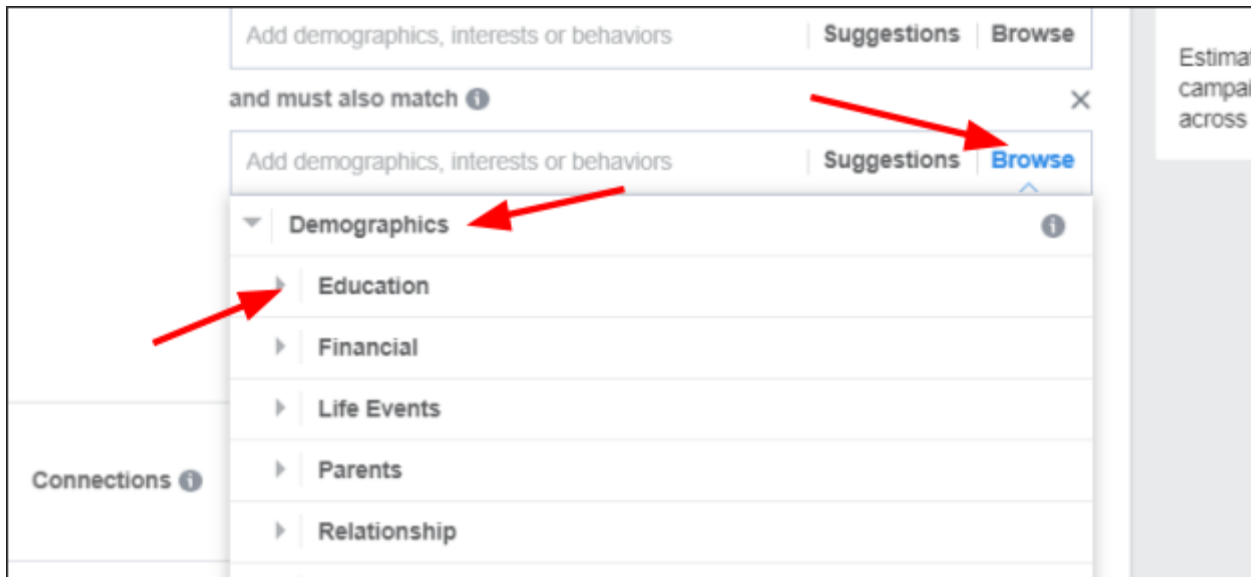 Add demographics, interests or behaviors Suggestions Browse
and must also match
Add demographics, interests or behaviors Suggestions Browse
Demographics
Education
Financial
Life Events
Parents
Relationship
Connections
Estimat
campai
across